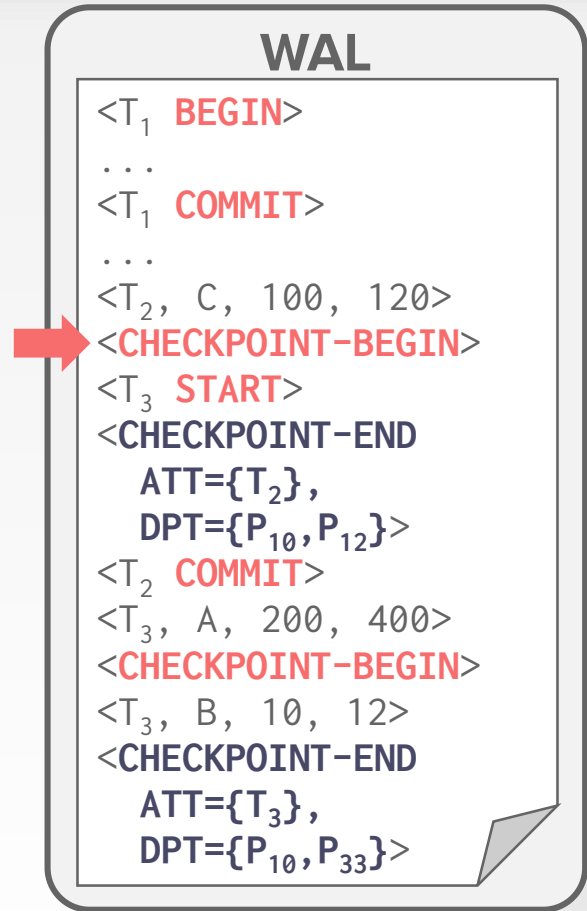 WAL
<T₁ BEGIN>
...
<T₁ COMMIT>
...
<T₂, C, 100, 120>
<CHECKPOINT-BEGIN>
<T₃ START>
<CHECKPOINT-END
ATT={T₂},
DPT={P₁₀,P₁₂}>
<T₂ COMMIT>
<T₃, A, 200, 400>
<CHECKPOINT-BEGIN>
<T₃, B, 10, 12>
<CHECKPOINT-END
ATT={T₃},
DPT={P₁₀,P₃₃}>